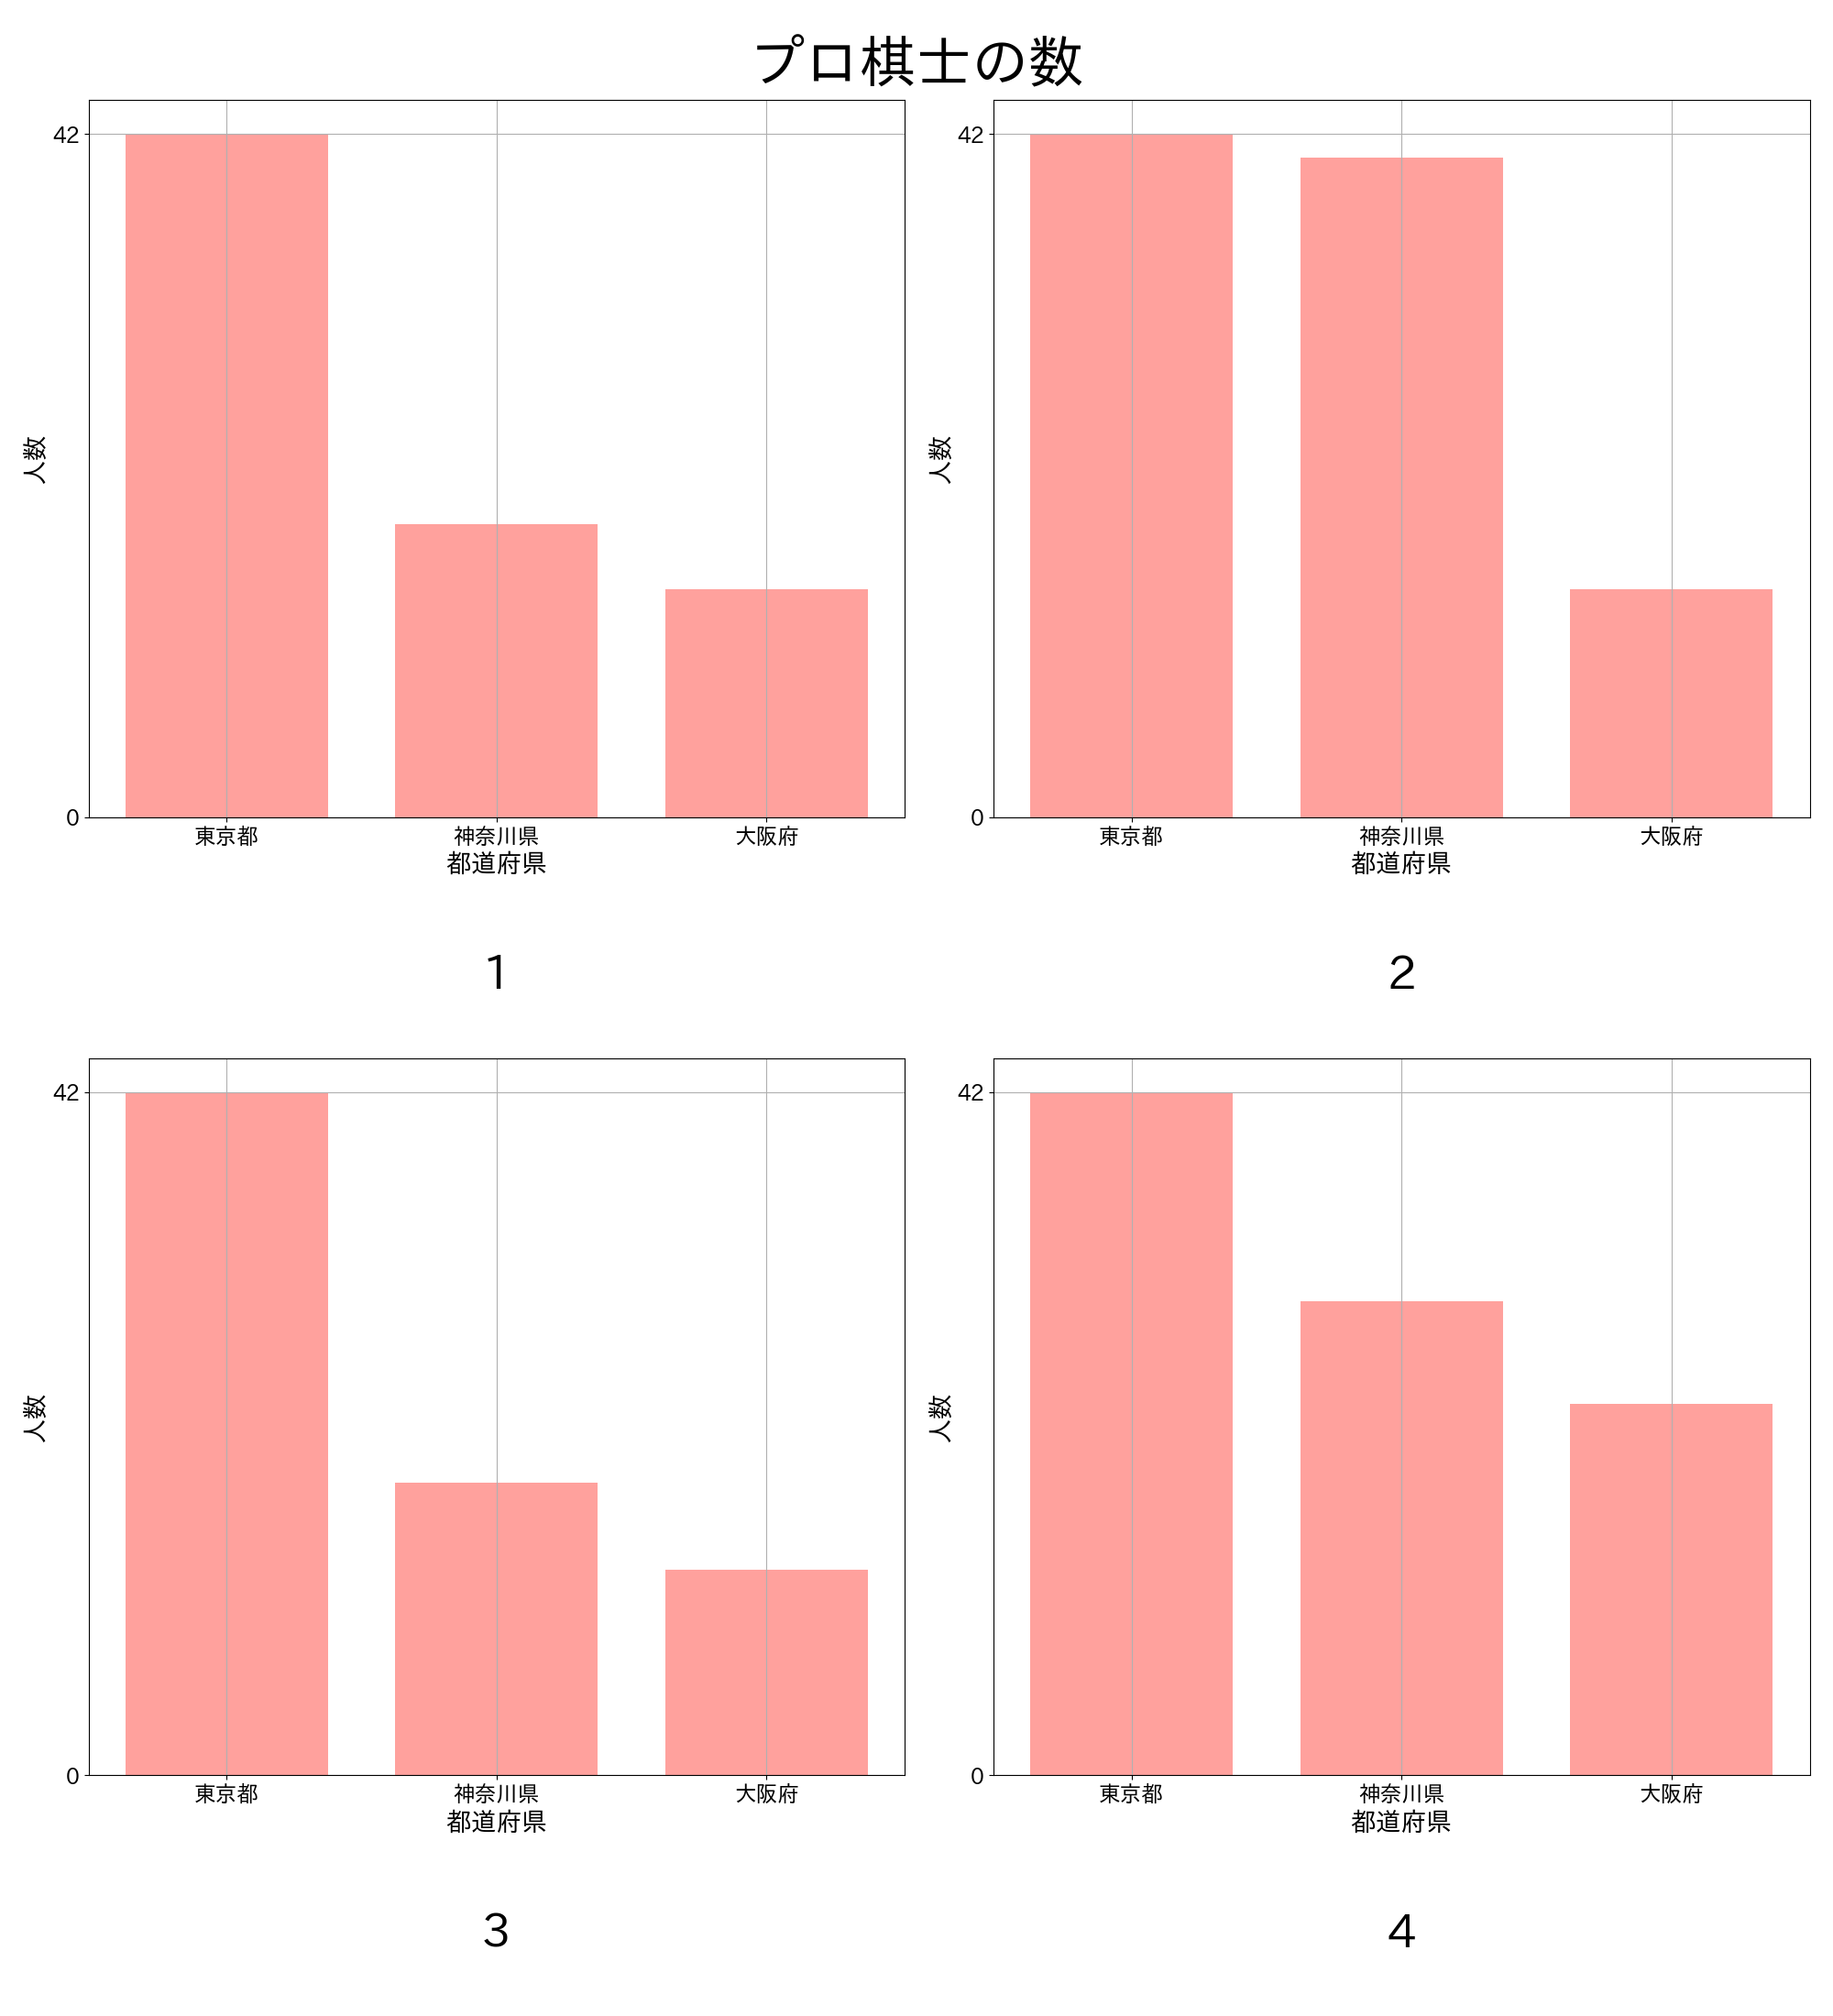 プロ棋士の数
42
0
人数
東京都 神奈川県 大阪府
都道府県
1
42
0
人数
東京都 神奈川県 大阪府
都道府県
2
42
0
人数
東京都 神奈川県 大阪府
都道府県
3
42
0
人数
東京都 神奈川県 大阪府
都道府県
4